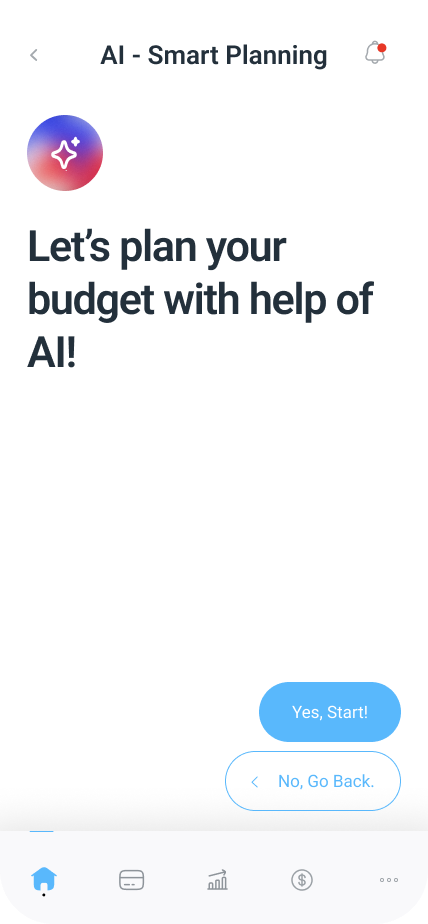 AI - Smart Planning
Let’s plan your
budget with help of
AI!
Yes, Start!
No, Go Back.